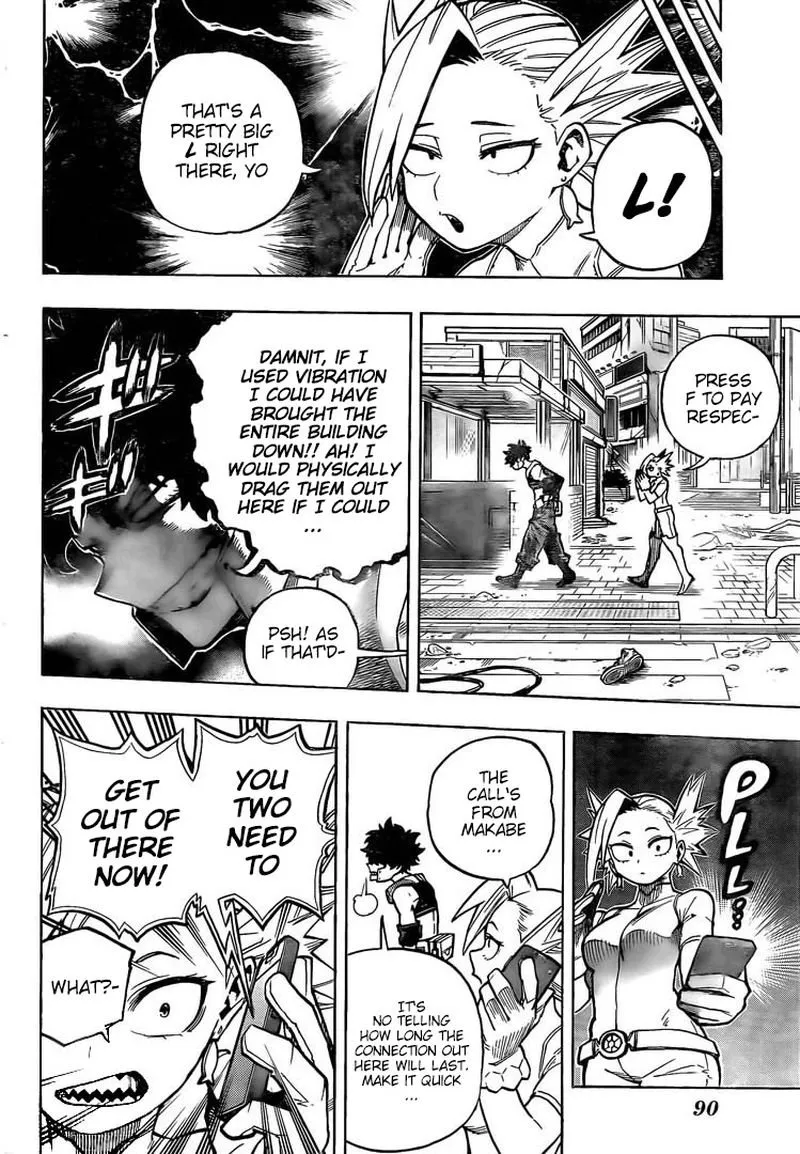 L!
THAT'S A
PRETTY BIG
L RIGHT
THERE, YO
PRESS
F TO PAY
RESPEC-
DAMNIT, IF I
USED VIBRATION
I COULD HAVE
BROUGHT THE
ENTIRE BUILDING
DOWN!! AH! I
WOULD PHYSICALLY
DRAG THEM OUT
HERE IF I COULD
...
ギギ
PSH! AS
IF THAT'D-
PLL..
THE
CALL'S
FROM
MAKABE
...
IT'S
NO TELLING
HOW LONG THE
CONNECTION OUT
HERE WILL LAST.
MAKE IT QUICK
...
YOU
TWO
NEED
TO
GET
OUT OF
THERE
NOW!
WHAT?-
90